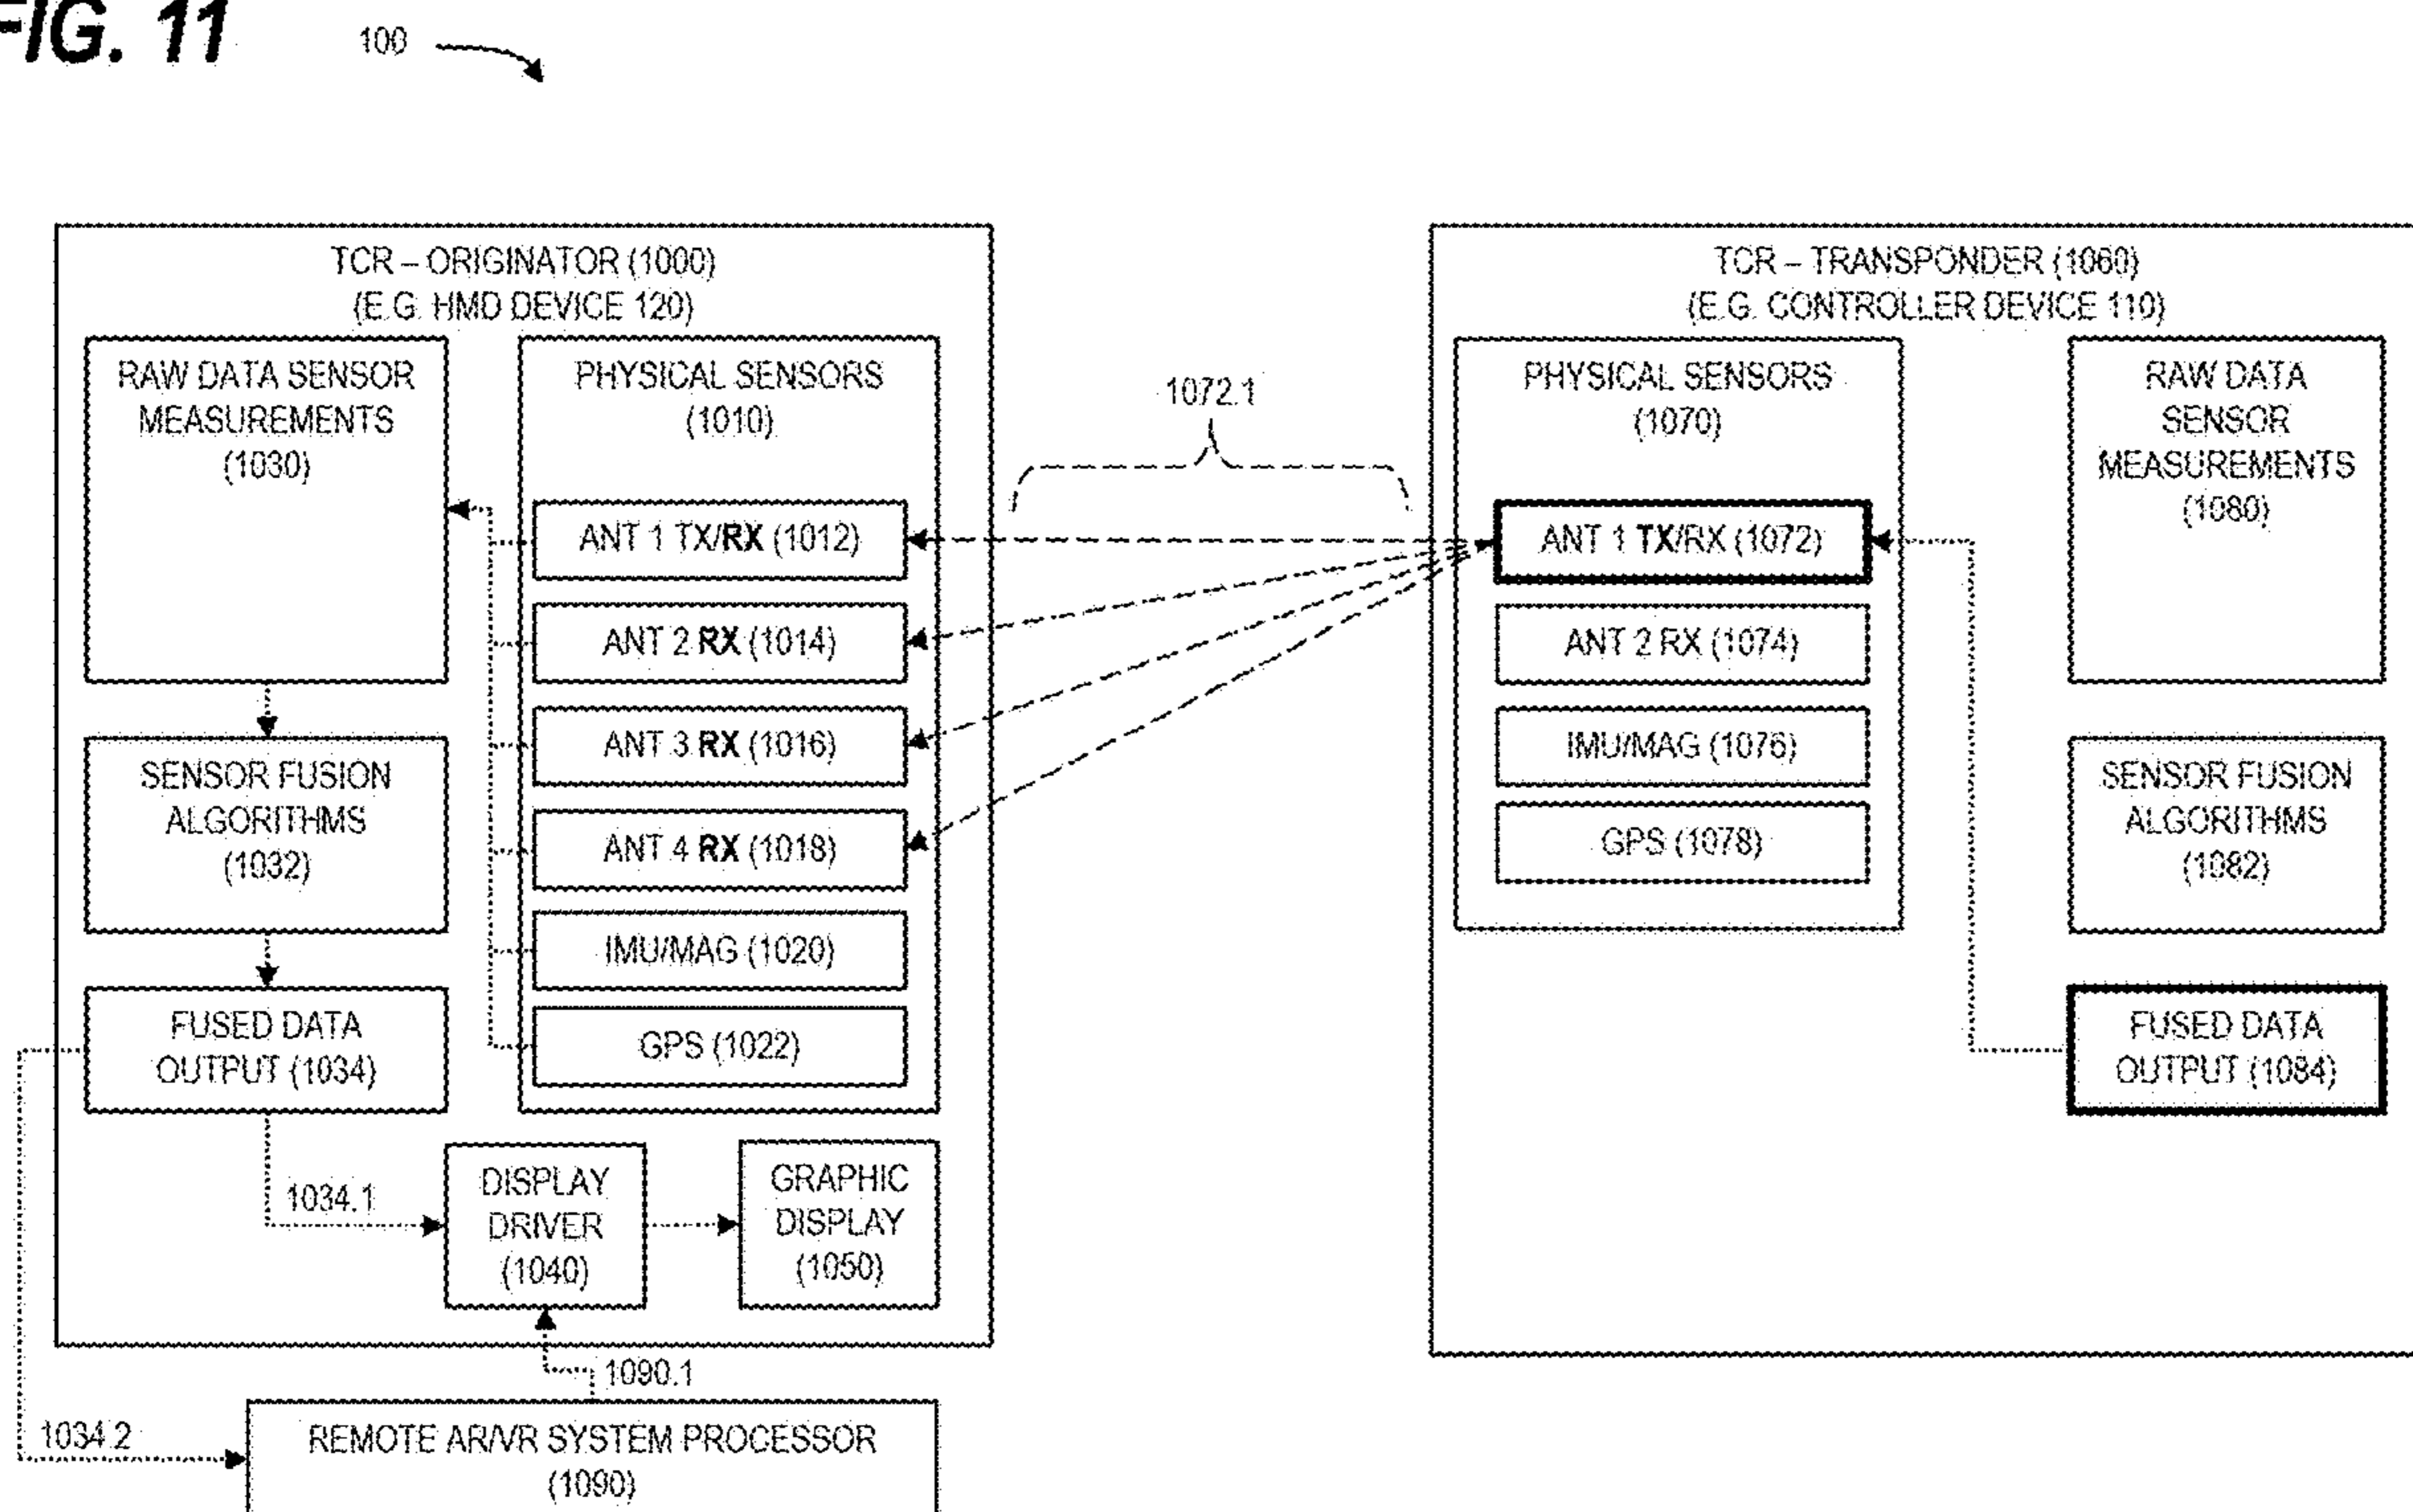 FIG. 11
100
TCR – ORIGINATOR (1000)
(E.G. HMD DEVICE 120)
RAW DATA SENSOR
MEASUREMENTS
(1030)
SENSOR FUSION
ALGORITHMS
(1032)
FUSED DATA
OUTPUT (1034)
PHYSICAL SENSORS
(1010)
ANT 1 TX/RX (1012)
ANT 2 RX (1014)
ANT 3 RX (1016)
ANT 4 RX (1018)
IMU/MAG (1020)
GPS (1022)
1034.1
DISPLAY
DRIVER
(1040)
GRAPHIC
DISPLAY
(1050)
1090.1
1034.2
REMOTE AR/VR SYSTEM PROCESSOR
(1090)
1072.1
TCR – TRANSPONDER (1060)
(E.G. CONTROLLER DEVICE 110)
PHYSICAL SENSORS
(1070)
ANT 1 TX/RX (1072)
ANT 2 RX (1074)
IMU/MAG (1076)
GPS (1078)
RAW DATA
SENSOR
MEASUREMENTS
(1080)
SENSOR FUSION
ALGORITHMS
(1082)
FUSED DATA
OUTPUT (1084)